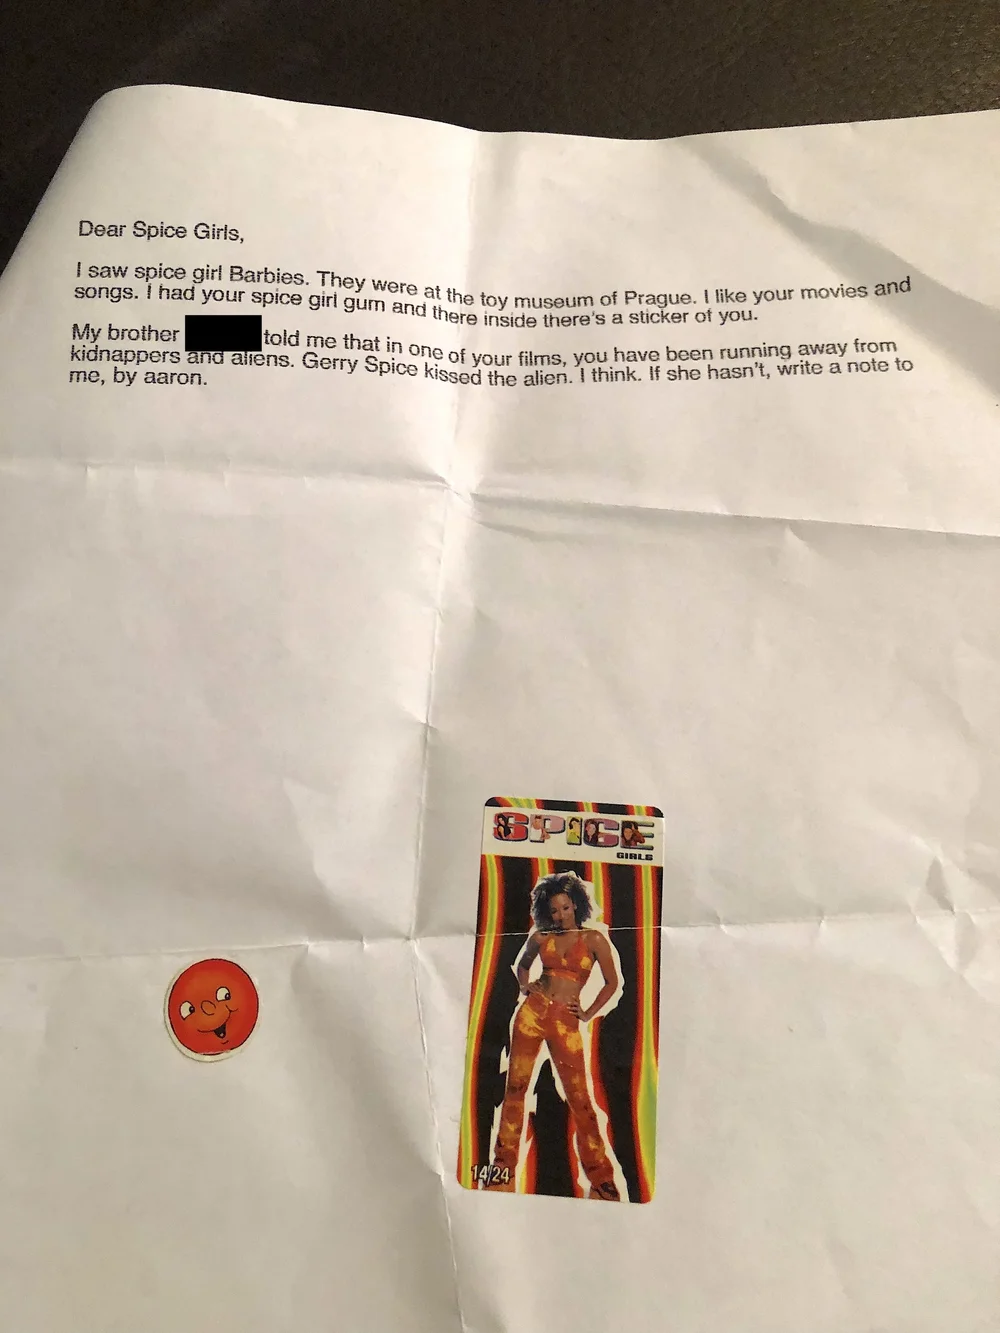 Dear Spice Girls,
I saw spice girl Barbies. They were at the toy museum of Prague. I like your movies and
songs. I had your spice girl gum and there inside there's a sticker of you.
My brother told me that in one of your films, you have been running away from
kidnappers and aliens. Gerry Spice kissed the alien. I think. If she hasn't, write a note to
me, by aaron.
SPICE
GIRLS
14/24